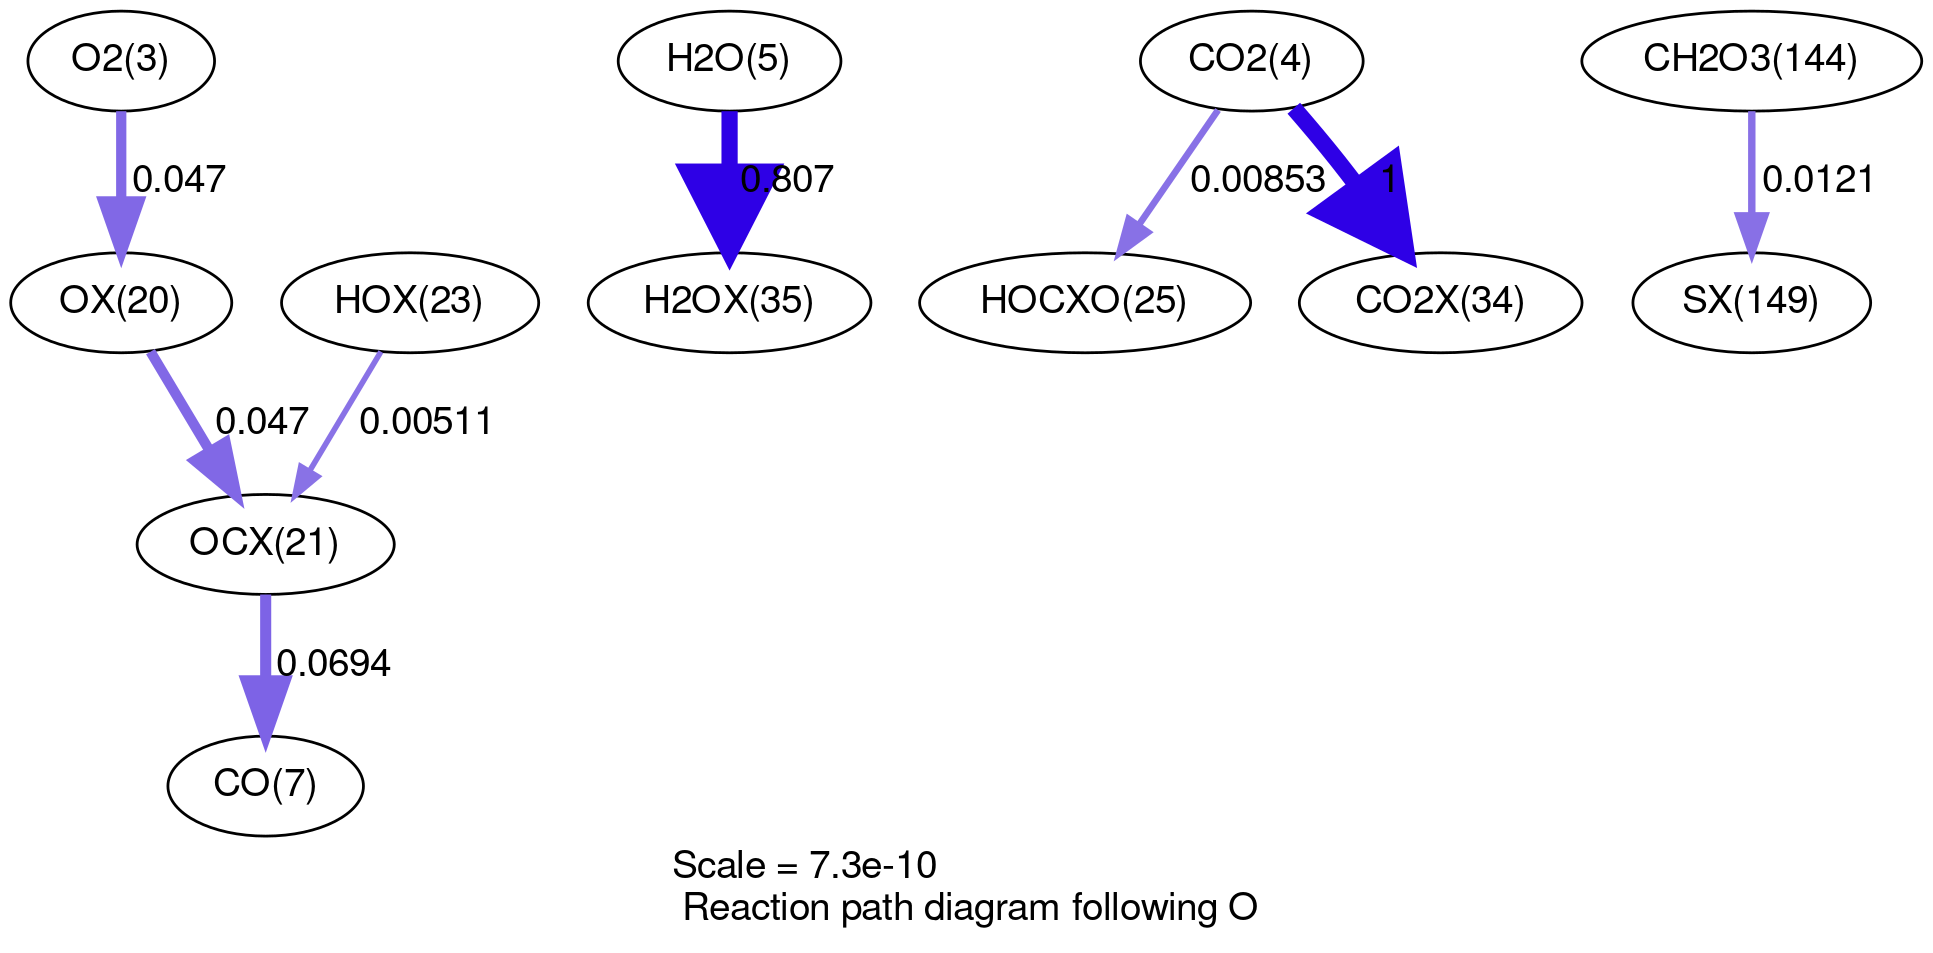 O2(3)
H2O(5)
CO2(4)
CH2O3(144)
0.047
0.807
0.00853
1
0.0121
OX(20)
HOX(23)
H2OX(35)
HOCXO(25)
CO2X(34)
SX(149)
0.047
0.00511
OCX(21)
0.0694
CO(7)
Scale = 7.3e-10
Reaction path diagram following O